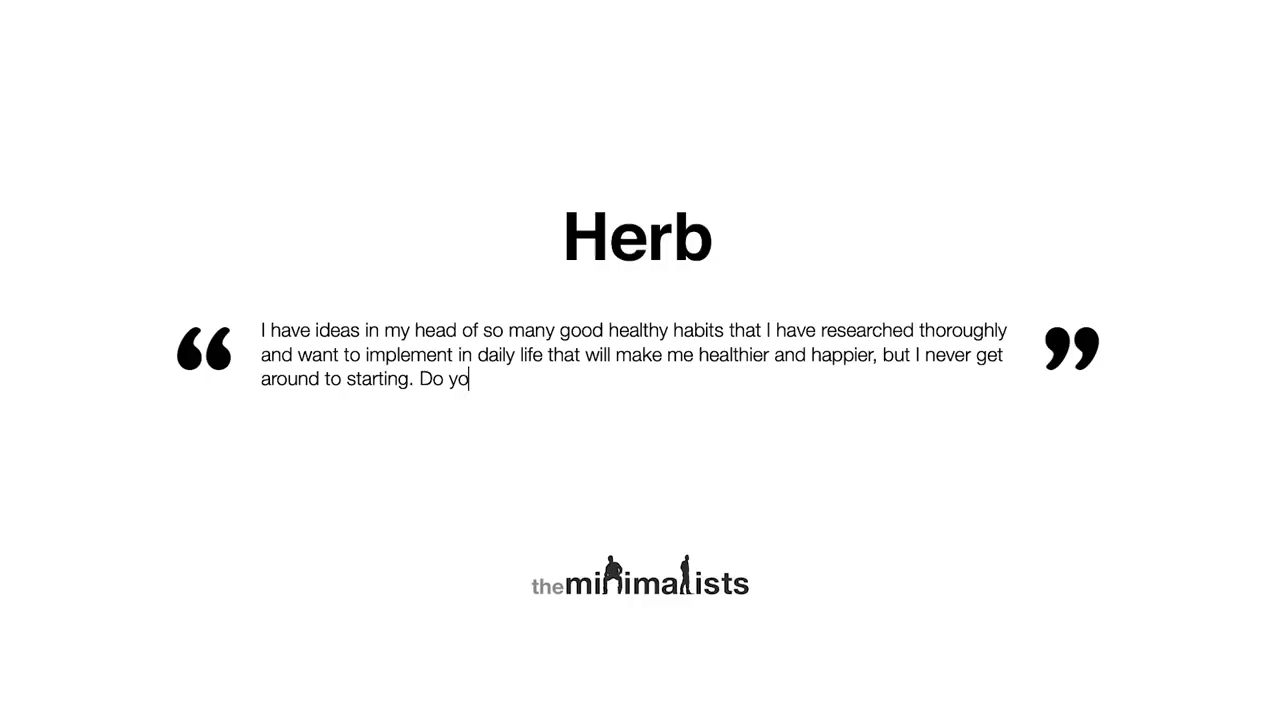 Herb
“ I have ideas in my head of so many good healthy habits that I have researched thoroughly ”
and want to implement in daily life that will make me healthier and happier, but I never get
around to starting. Do yo
theminimalists